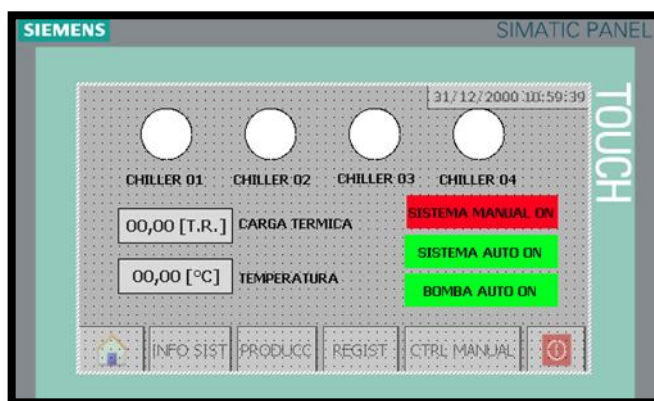 SIEMENS
SIMATIC PANEL
TOUCH
31/12/2000 10:59:39
CHILLER 01
CHILLER 02
CHILLER 03
CHILLER 04
00,00 [T.R.]
CARGA TERMICA
SISTEMA MANUAL ON
SISTEMA AUTO ON
00,00 [°C]
TEMPERATURA
BOMBA AUTO ON
INFO SIST
PRODUCC
REGIST
CTRL MANUAL